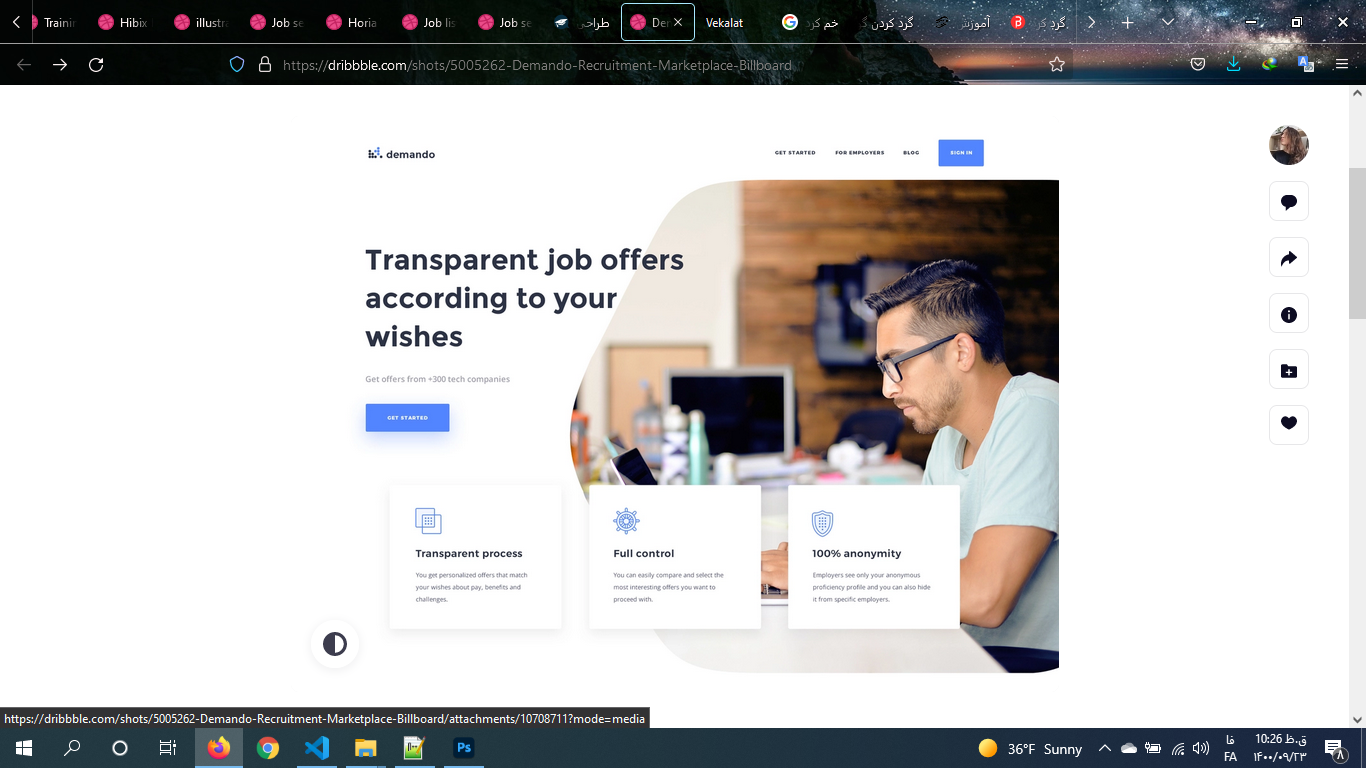 Trainin
Hibix
illustra
Job se
Horia
Job lis
Job se
طراحی
Der
Vekalat
خم کرد
گرد کردن گ
آموزش
گرد کر
https://dribbble.com/shots/5005262-Demando-Recruitment-Marketplace-Billboard
demando
GET STARTED
FOR EMPLOYERS
BLOG
SIGN IN
Transparent job offers
according to your
wishes
Get offers from +300 tech companies
GET STARTED
Transparent process
You get personalized offers that match
your wishes about pay, benefits and
challenges.
Full control
You can easily compare and select the
most interesting offers you want to
proceed with.
100% anonymity
Employers see only your anonymous
proficiency profile and you can also hide
it from specific employers.
https://dribbble.com/shots/5005262-Demando-Recruitment-Marketplace-Billboard/attachments/10708711?mode=media
Ps
36°F Sunny
فا
FA
10:26 ق.ظ
۱۴۰۰/۰۹/۲۳